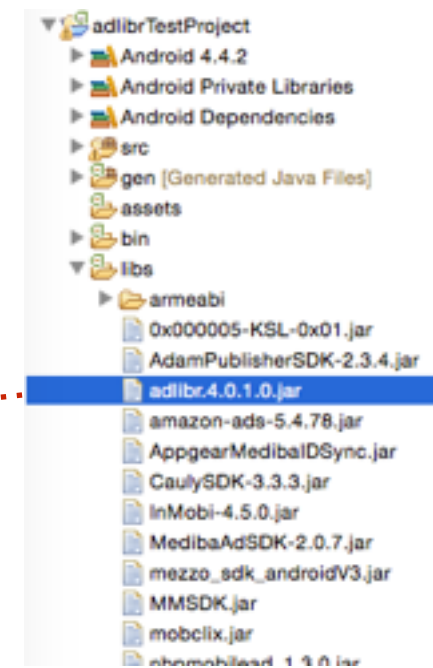 adlibrTestProject
Android 4.4.2
Android Private Libraries
Android Dependencies
src
gen [Generated Java Files]
assets
bin
libs
armeabi
0x000005-KSL-0x01.jar
AdamPublisherSDK-2.3.4.jar
adlibr.4.0.1.0.jar
amazon-ads-5.4.78.jar
AppgearMedibaIDSync.jar
CaulySDK-3.3.3.jar
InMobi-4.5.0.jar
MedibaAdSDK-2.0.7.jar
mezzo_sdk_androidV3.jar
MMSDK.jar
mobclix.jar